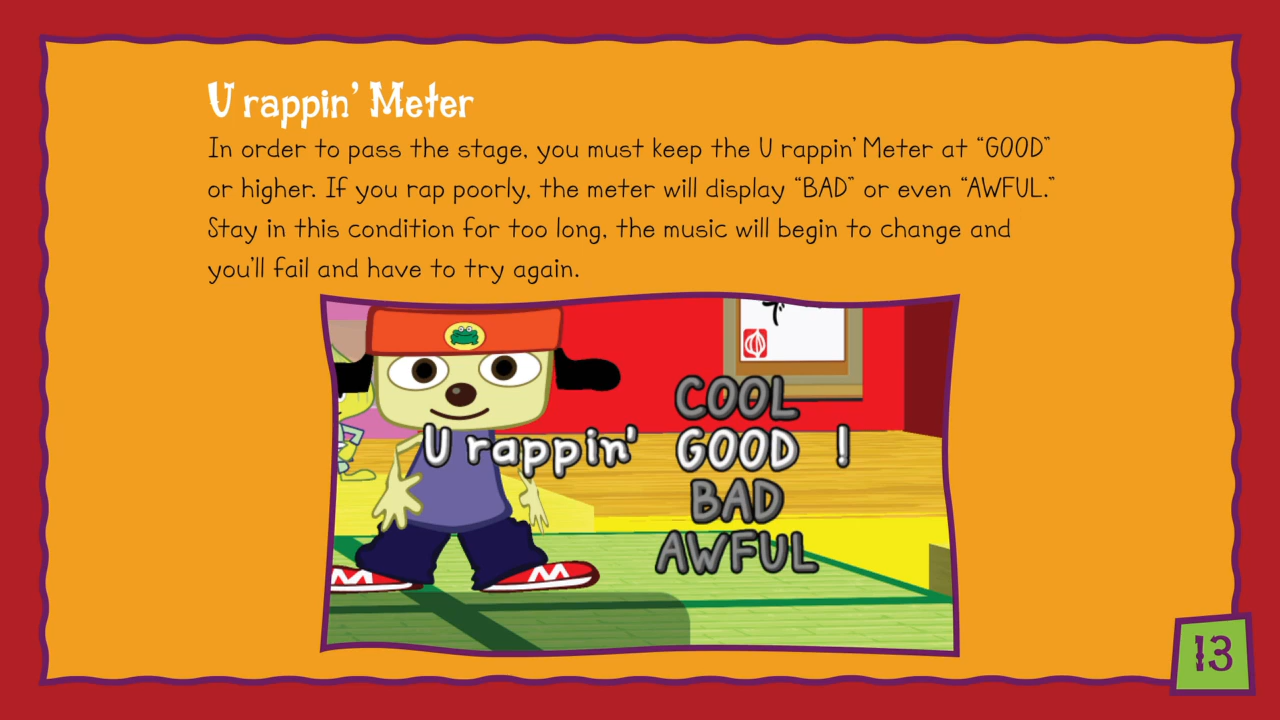 U rappin' Meter
In order to pass the stage, you must keep the U rappin' Meter at “GOOD”
or higher. If you rap poorly, the meter will display “BAD” or even “AWFUL.”
Stay in this condition for too long, the music will begin to change and
you'll fail and have to try again.
COOL
U rappin' GOOD !
BAD
AWFUL
13